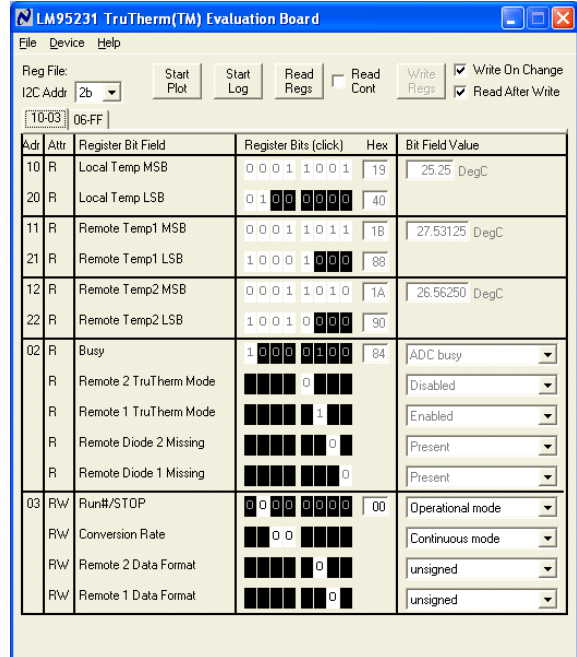 LM95231 TruTherm(TM) Evaluation Board
File Device Help
Reg File:
I2C Addr 2b
Start Plot
Start Log
Read Regs
Read Cont
Write Regs
Write On Change
Read After Write
10-03 06-FF
Adr Attr Register Bit Field Register Bits (click) Hex Bit Field Value
10 R Local Temp MSB 0 0 0 1 1 0 0 1 19 25.25 DegC
20 R Local Temp LSB 0 1 0 0 0 0 0 0 40
11 R Remote Temp1 MSB 0 0 0 1 1 0 1 1 1B 27.53125 DegC
21 R Remote Temp1 LSB 1 0 0 0 1 0 0 0 88
12 R Remote Temp2 MSB 0 0 0 1 1 0 1 0 1A 26.56250 DegC
22 R Remote Temp2 LSB 1 0 0 1 0 0 0 0 90
02 R Busy 1 0 0 0 0 1 0 0 84 ADC busy
R Remote 2 TruTherm Mode 0 Disabled
R Remote 1 TruTherm Mode 1 Enabled
R Remote Diode 2 Missing 0 Present
R Remote Diode 1 Missing 0 Present
03 RW Run#/STOP 0 0 0 0 0 0 0 0 00 Operational mode
RW Conversion Rate 0 0 Continuous mode
RW Remote 2 Data Format 0 unsigned
RW Remote 1 Data Format 0 unsigned